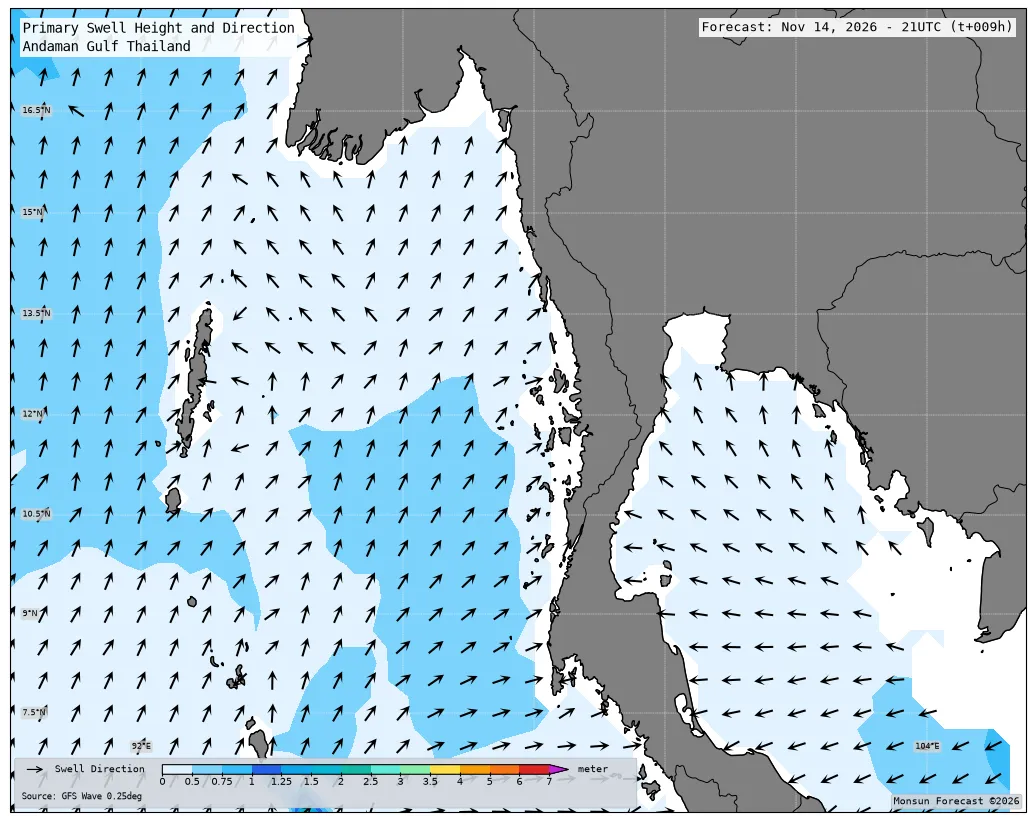 Primary Swell Height and Direction
Andaman Gulf Thailand
Forecast: Nov 14, 2026 - 21UTC (t+009h)
16.5°N
15°N
13.5°N
12°N
10.5°N
9°N
7.5°N
92°E
104°E
Swell Direction
0 0.5 0.75 1 1.25 1.5 2 2.5 3 3.5 4 5 6 7
meter
Source: GFS Wave 0.25deg
Monsun Forecast ©2026